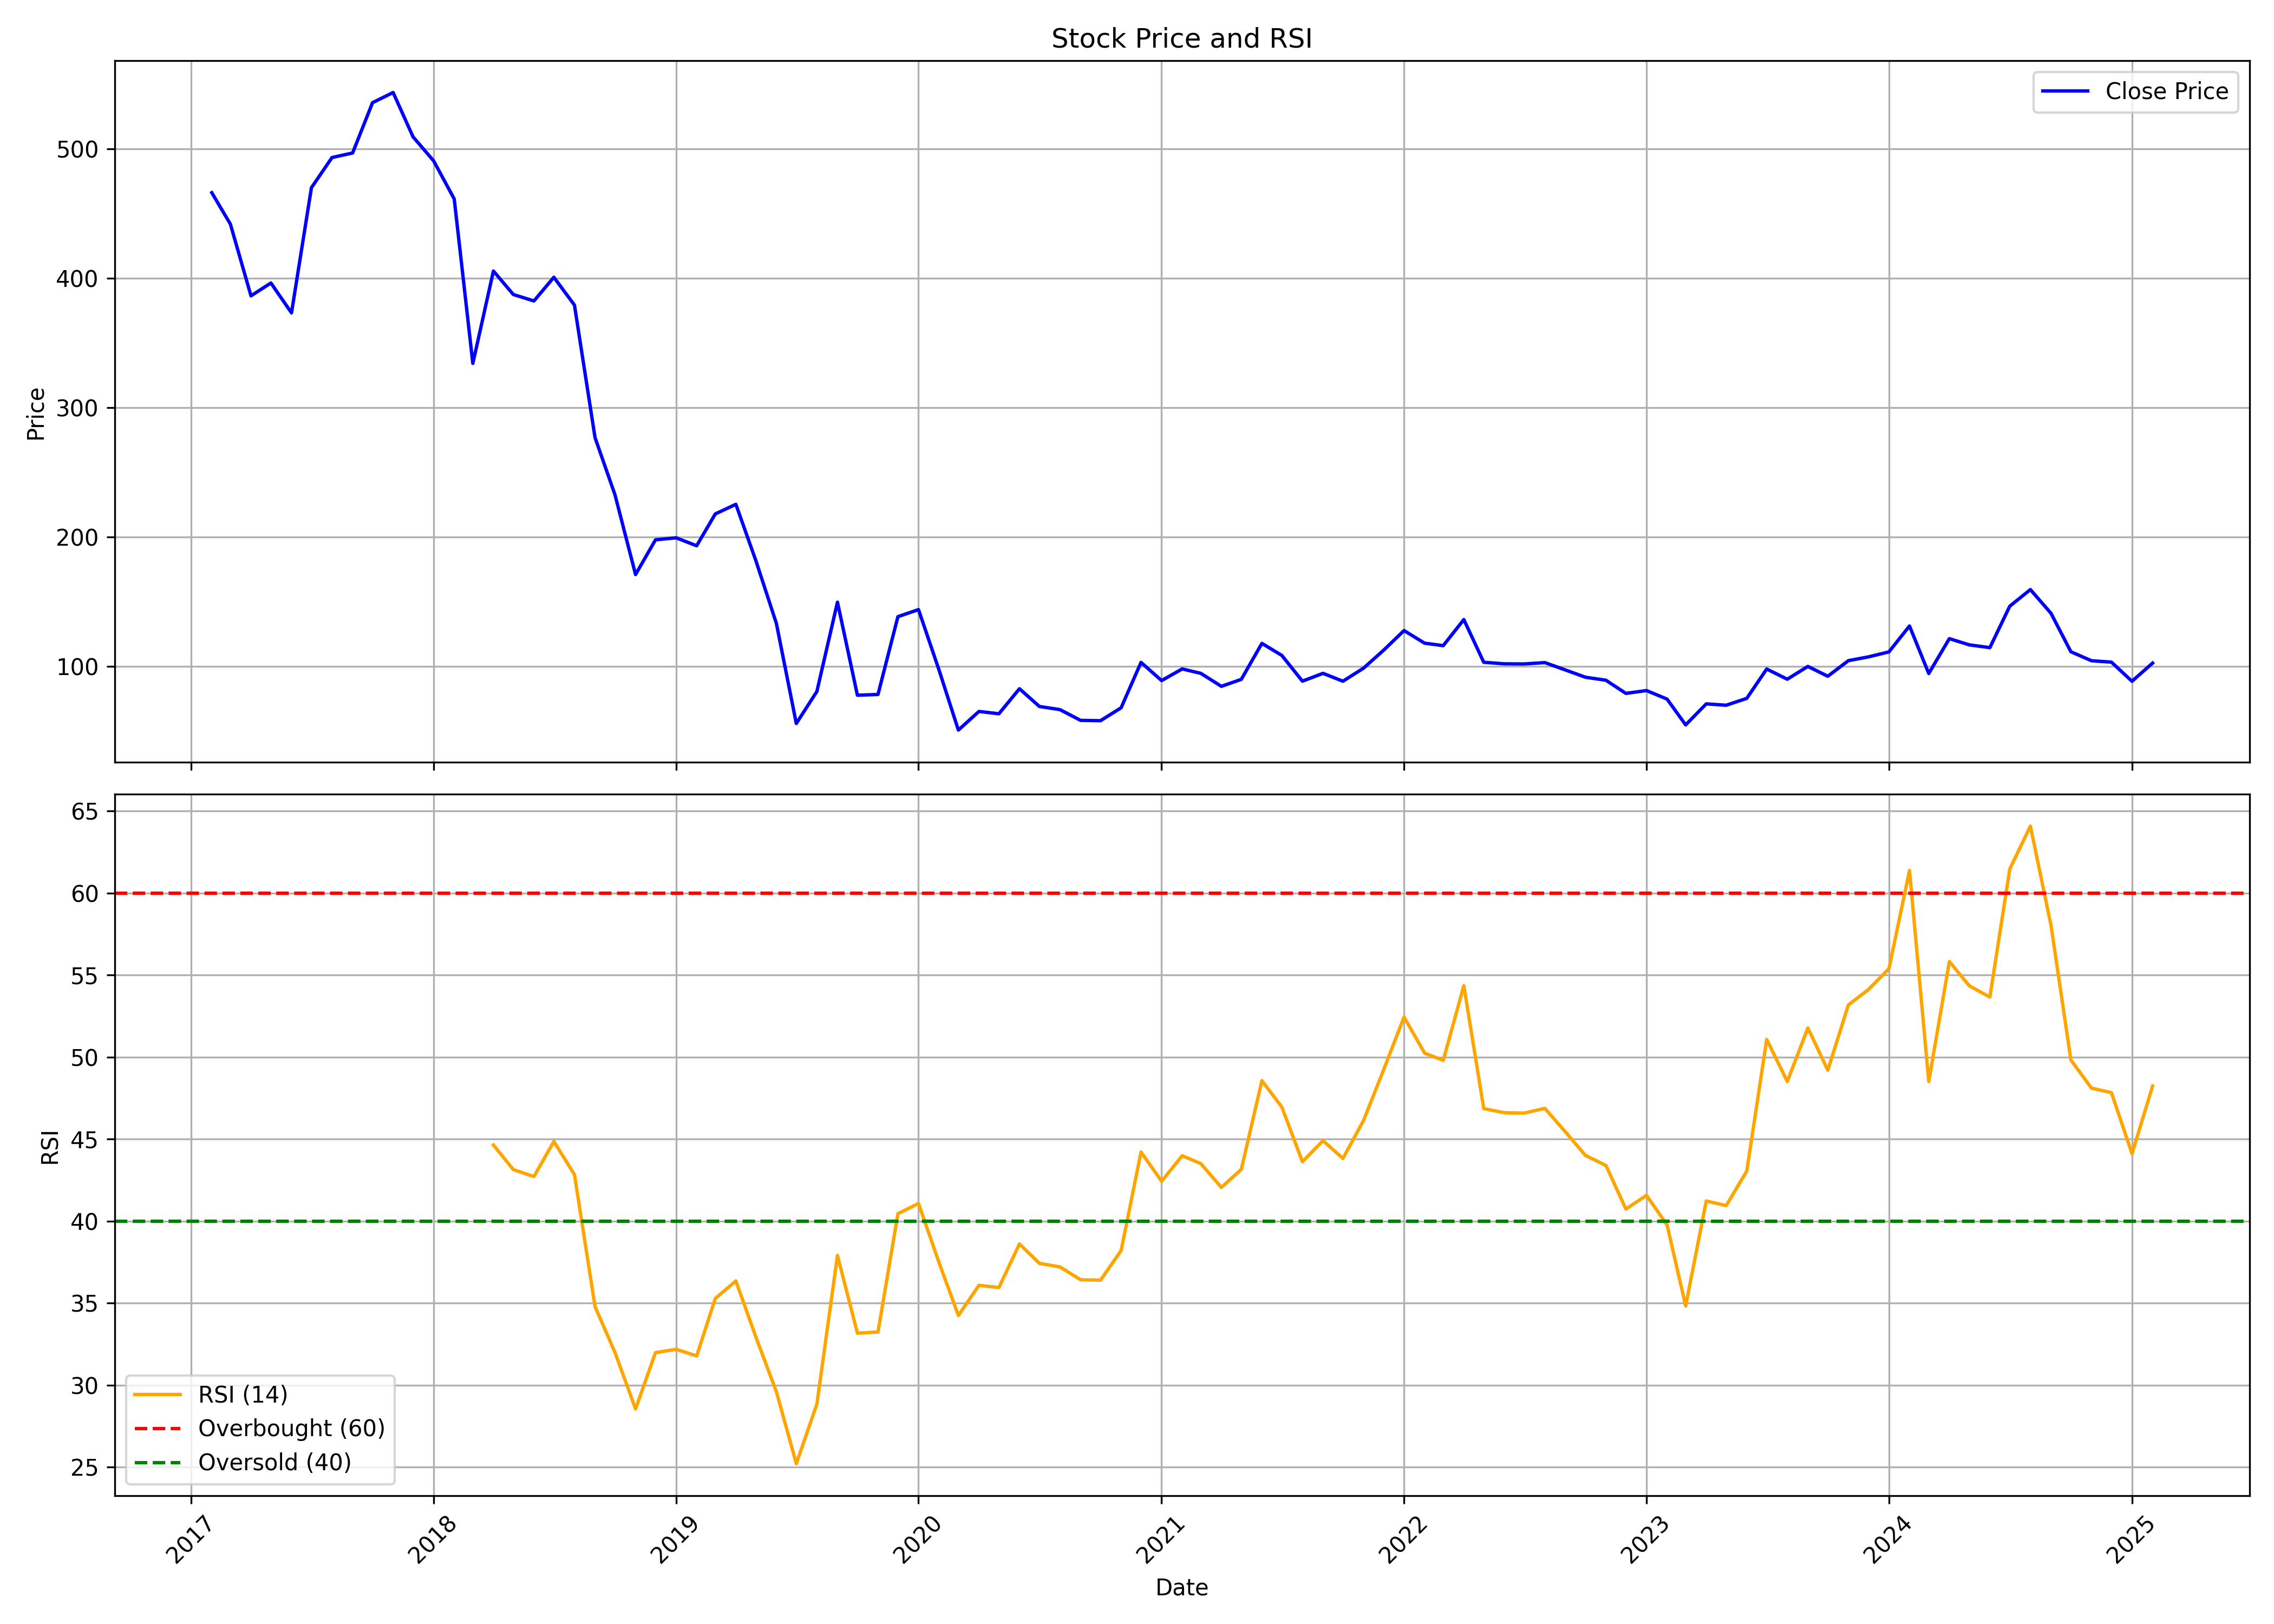 Stock Price and RSI
Close Price
Price
500
400
300
200
100
RSI
65
60
55
50
45
40
35
30
25
RSI (14)
Overbought (60)
Oversold (40)
2017 2018 2019 2020 2021 2022 2023 2024 2025
Date